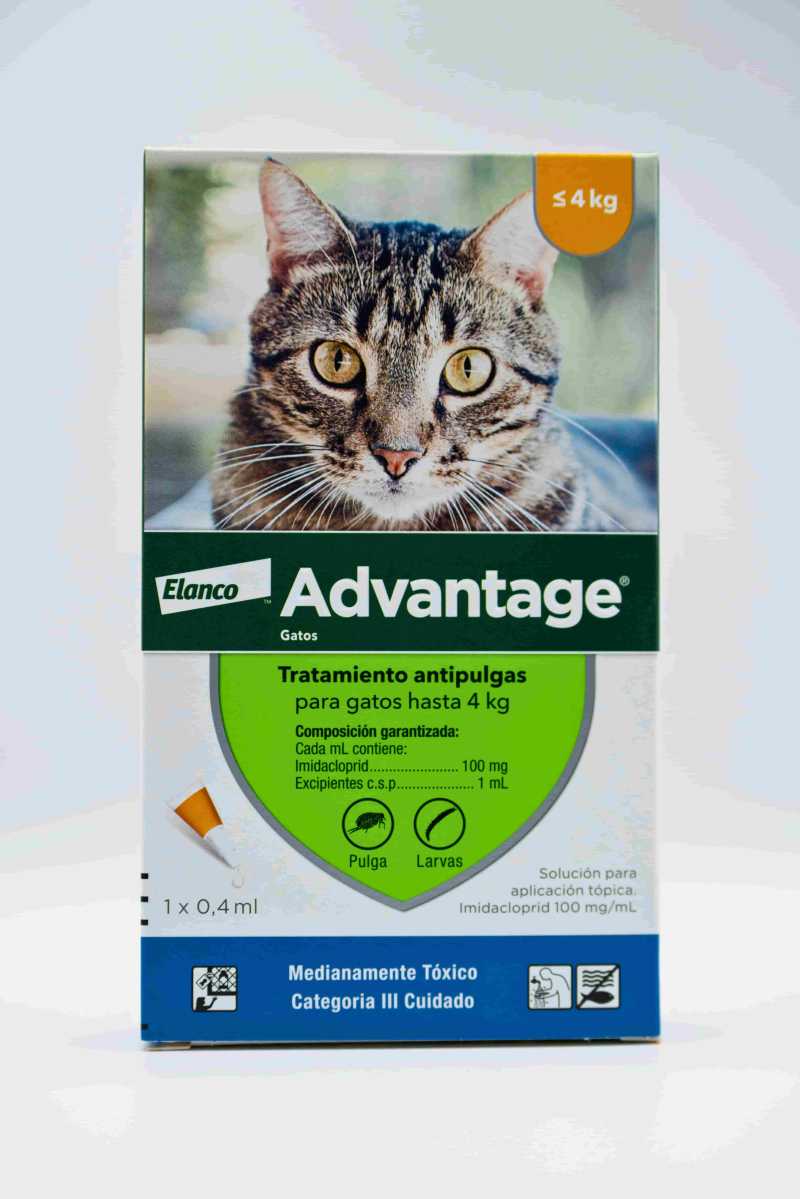 ≤ 4 kg
Elanco™
Advantage®
Gatos
Tratamiento antipulgas
para gatos hasta 4 kg
Composición garantizada:
Cada mL contiene:
Imidacloprid...................... 100 mg
Excipientes c.s.p................... 1 mL
Pulga Larvas
Solución para
aplicación tópica.
Imidacloprid 100 mg/mL
1 x 0,4 ml
Medianamente Tóxico
Categoria III Cuidado